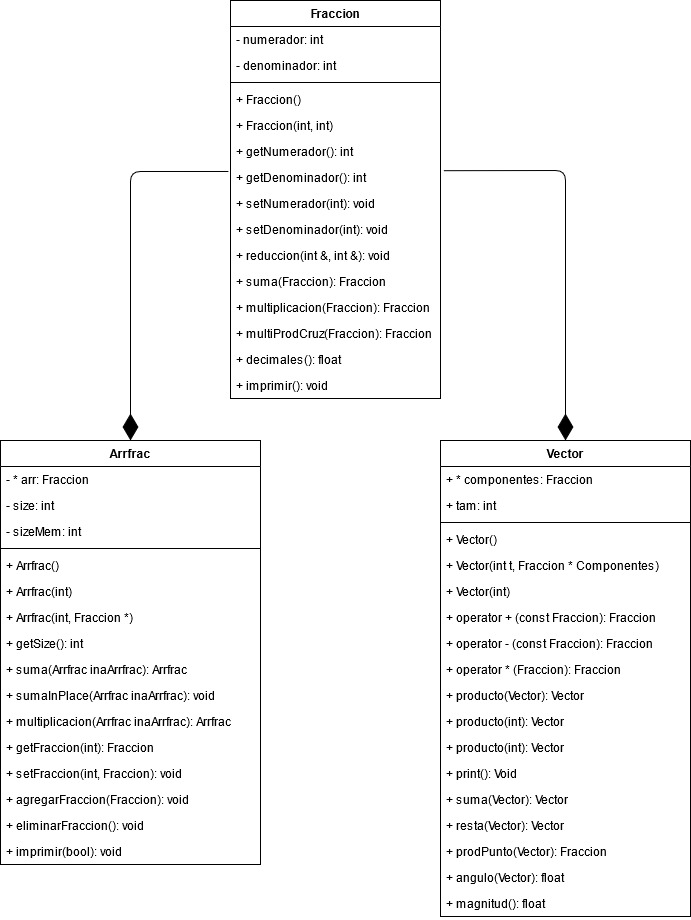 Fraccion
- numerador: int
- denominador: int
+ Fraccion()
+ Fraccion(int, int)
+ getNumerador(): int
+ getDenominador(): int
+ setNumerador(int): void
+ setDenominador(int): void
+ reduccion(int &, int &): void
+ suma(Fraccion): Fraccion
+ multiplicacion(Fraccion): Fraccion
+ multiProdCruz(Fraccion): Fraccion
+ decimales(): float
+ imprimir(): void
Arrfrac
- * arr: Fraccion
- size: int
- sizeMem: int
+ Arrfrac()
+ Arrfrac(int)
+ Arrfrac(int, Fraccion *)
+ getSize(): int
+ suma(Arrfrac inaArrfrac): Arrfrac
+ sumaInPlace(Arrfrac inaArrfrac): void
+ multiplicacion(Arrfrac inaArrfrac): Arrfrac
+ getFraccion(int): Fraccion
+ setFraccion(int, Fraccion): void
+ agregarFraccion(Fraccion): void
+ eliminarFraccion(): void
+ imprimir(bool): void
Vector
+ * componentes: Fraccion
+ tam: int
+ Vector()
+ Vector(int t, Fraccion * Componentes)
+ Vector(int)
+ operator + (const Fraccion): Fraccion
+ operator - (const Fraccion): Fraccion
+ operator * (Fraccion): Fraccion
+ producto(Vector): Vector
+ producto(int): Vector
+ producto(int): Vector
+ print(): Void
+ suma(Vector): Vector
+ resta(Vector): Vector
+ prodPunto(Vector): Fraccion
+ angulo(Vector): float
+ magnitud(): float